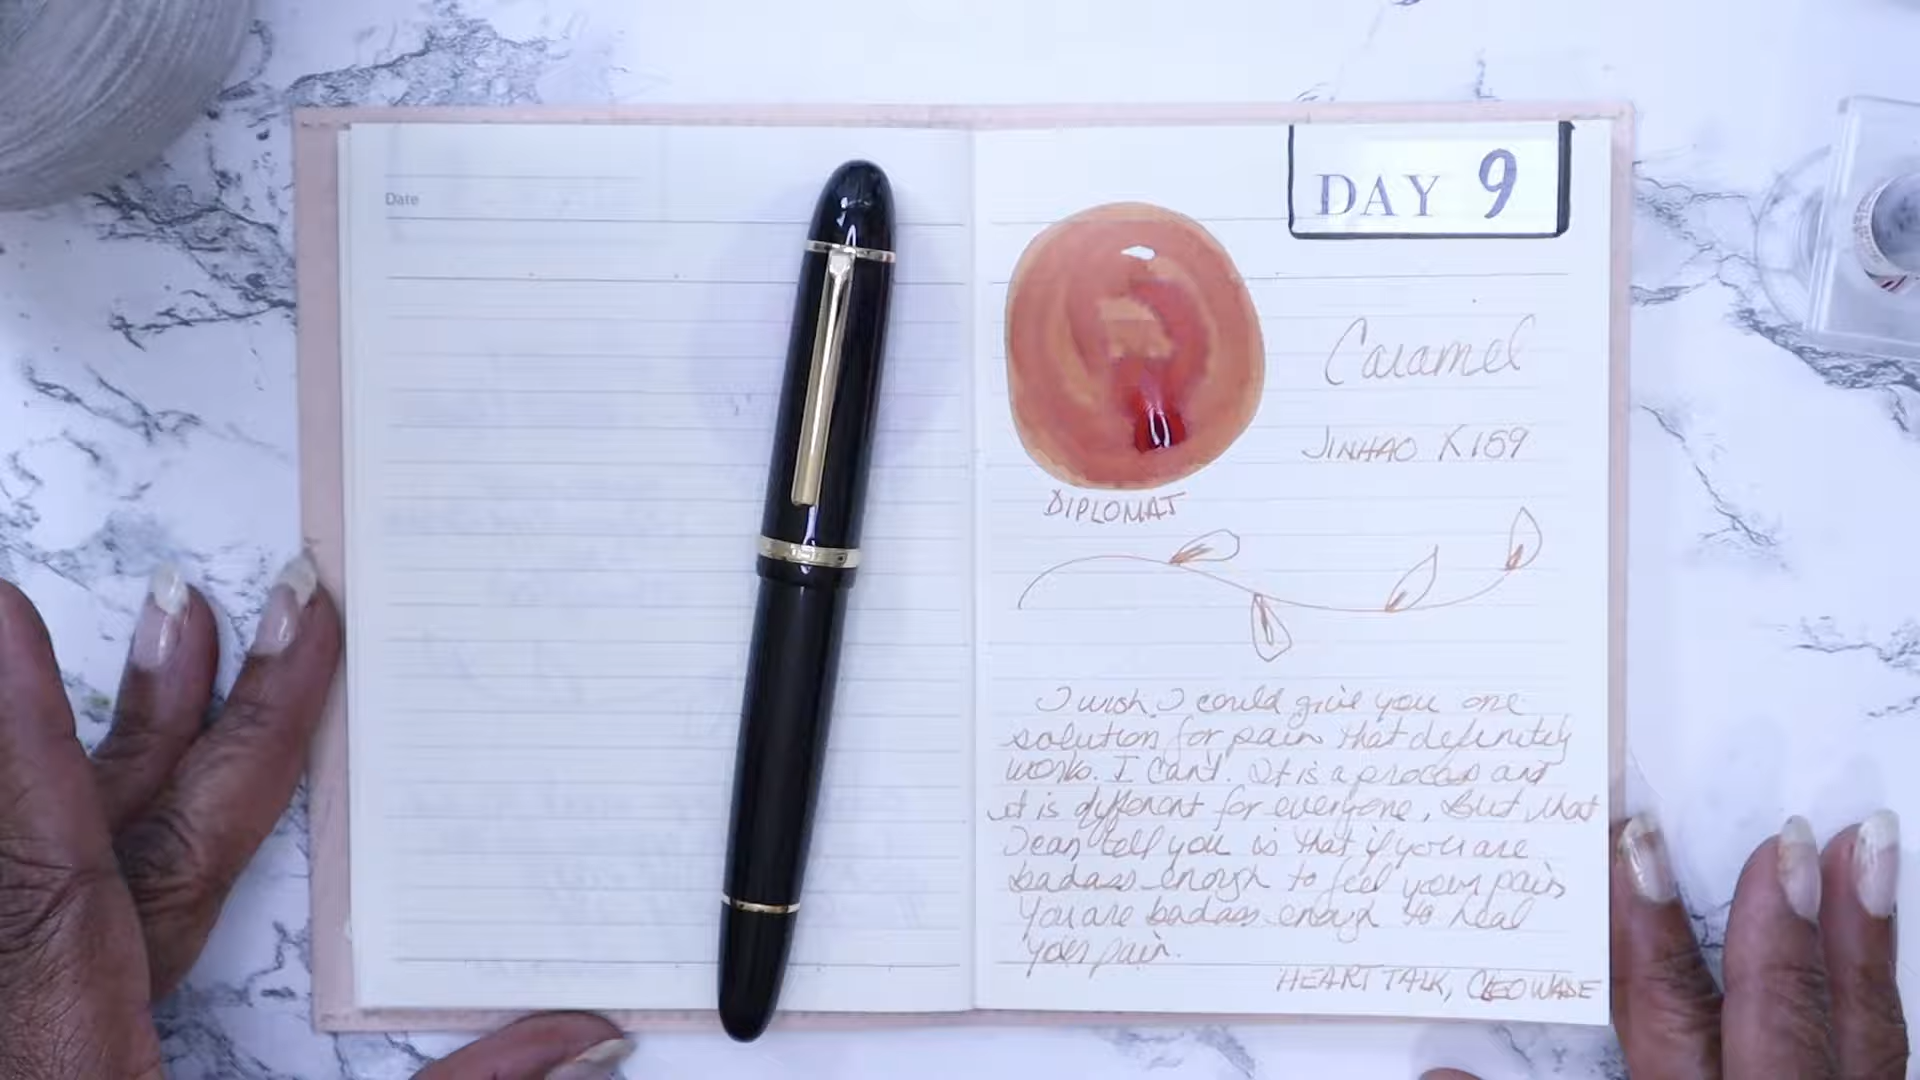 Date
DAY 9
Caramel
JINHAO X159
DIPLOMAT
I wish I could give you one
solution for pain that definitely
works. I can't. It is a process and
it is different for everyone. But what
I can tell you is that if you are
badass enough to feel your pain
you are badass enough to heal
your pain.
HEART TALK, CLEO WADE